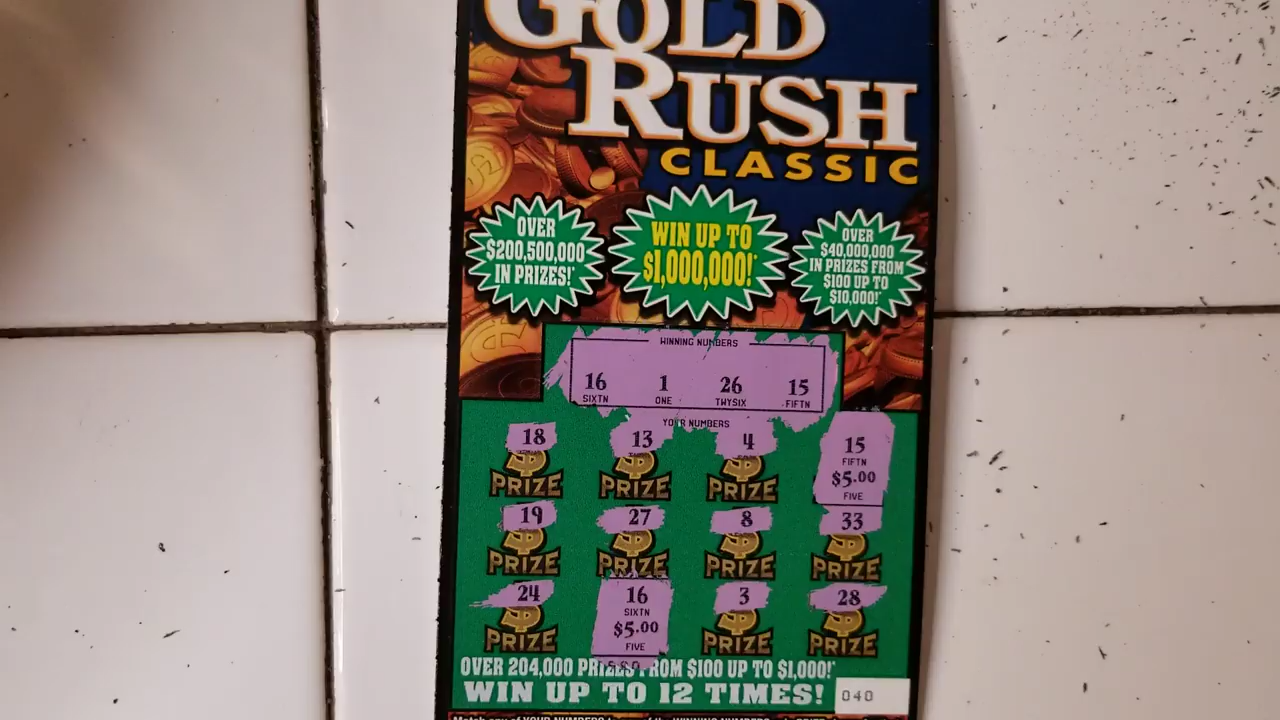 GOLD
RUSH
CLASSIC
OVER
$200,500,000
IN PRIZES!*
WIN UP TO
$1,000,000!*
OVER
$40,000,000
IN PRIZES FROM
$100 UP TO
$10,000!*
WINNING NUMBERS
16 1 26 15
SIXTN ONE TWYSIX FIFTN
YOUR NUMBERS
18 13 4 15
FIFTN
$5.00
FIVE
PRIZE PRIZE PRIZE
19 27 8 33
PRIZE PRIZE PRIZE PRIZE
24 16 3 28
SIXTN
$5.00
FIVE
PRIZE PRIZE PRIZE
OVER 204,000 PRIZES FROM $100 UP TO $1,000!*
WIN UP TO 12 TIMES!
040